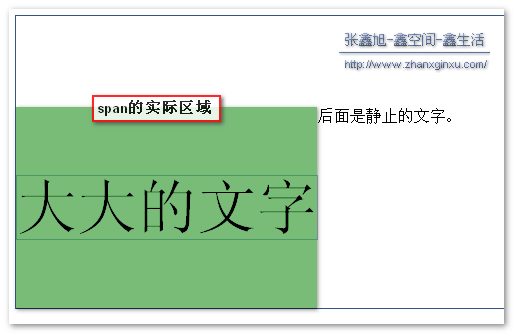 张鑫旭-鑫空间-鑫生活
http://www.zhanxginxu.com/
span的实际区域
后面是静止的文字。
大大的文字